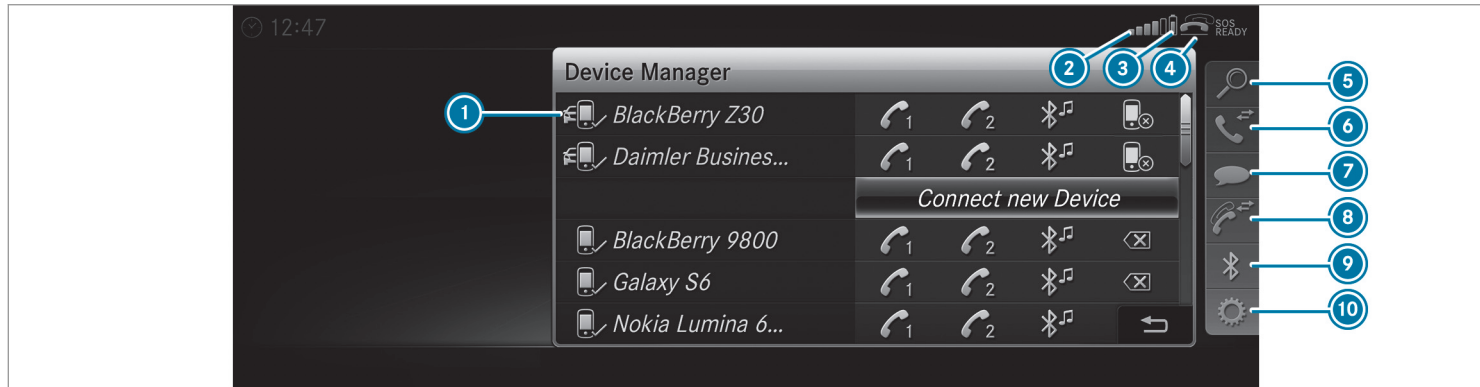 12:47
SOS
READY
Device Manager
2
3
4
5
1
BlackBerry Z30
1
2
6
Daimler Busines...
1
2
7
Connect new Device
8
BlackBerry 9800
1
2
9
Galaxy S6
1
2
10
Nokia Lumina 6...
1
2